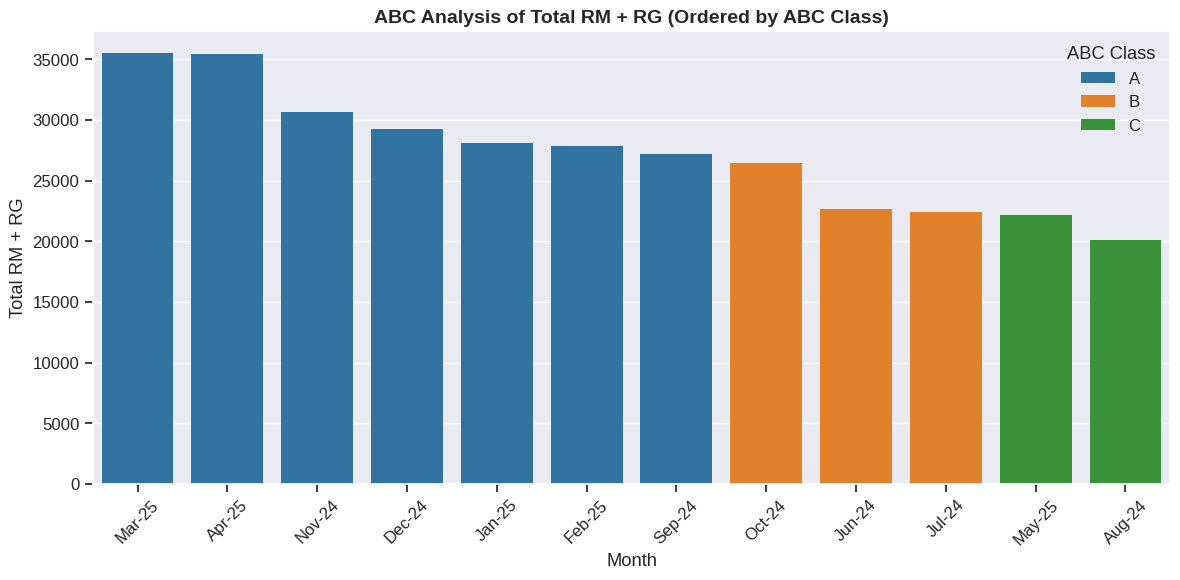 ABC Analysis of Total RM + RG (Ordered by ABC Class)
ABC Class
A
B
C
Total RM + RG
35000
30000
25000
20000
15000
10000
5000
0
Mar-25
Apr-25
Nov-24
Dec-24
Jan-25
Feb-25
Sep-24
Oct-24
Jun-24
Jul-24
May-25
Aug-24
Month